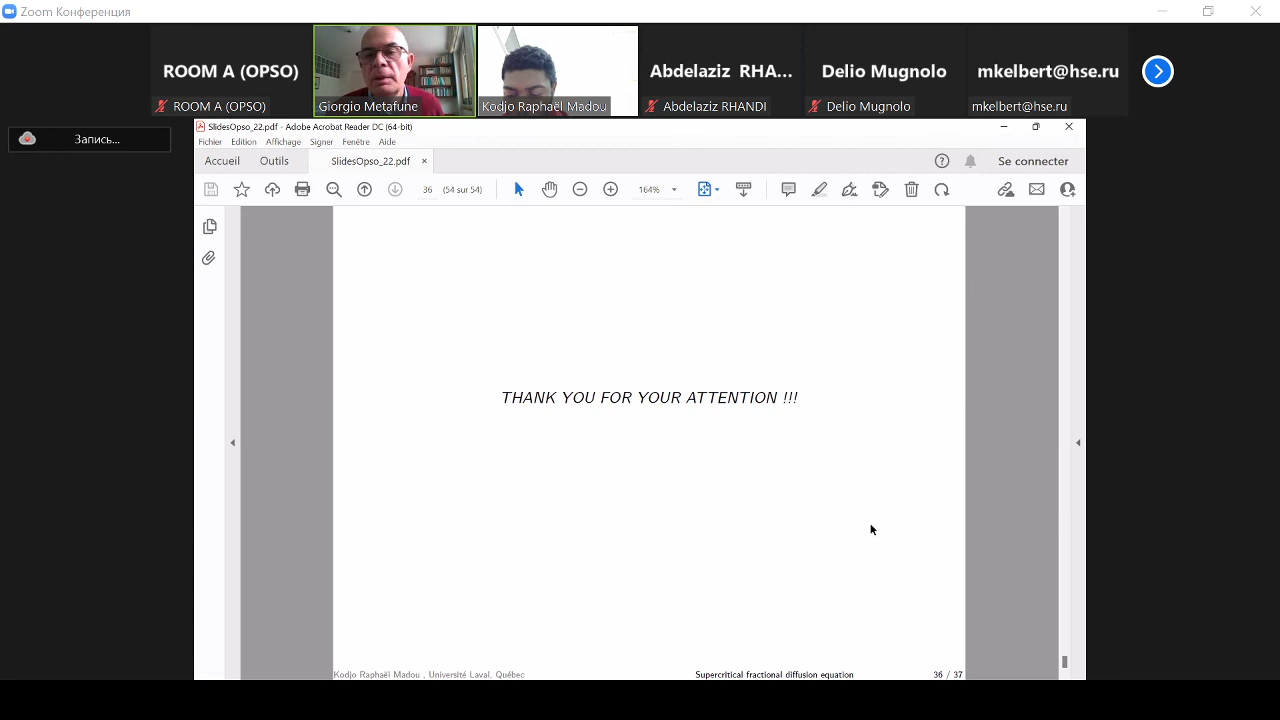 Zoom Конференция
ROOM A (OPSO)
ROOM A (OPSO)
Giorgio Metafune
Kodjo Raphaël Madou
Abdelaziz RHA...
Abdelaziz RHANDI
Delio Mugnolo
Delio Mugnolo
mkelbert@hse.ru
mkelbert@hse.ru
Запись...
SlidesOpso_22.pdf - Adobe Acrobat Reader DC (64-bit)
Fichier Edition Affichage Signer Fenêtre Aide
Accueil Outils SlidesOpso_22.pdf × Se connecter
36 (54 sur 54) 164%
THANK YOU FOR YOUR ATTENTION !!!
Kodjo Raphaël Madou , Université Laval, Québec Supercritical fractional diffusion equation 36 / 37